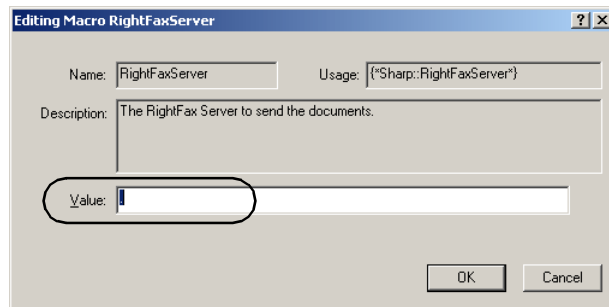 Editing Macro RightFaxServer
Name: RightFaxServer Usage: {*Sharp::RightFaxServer*}
Description: The RightFax Server to send the documents.
Value: .
OK Cancel